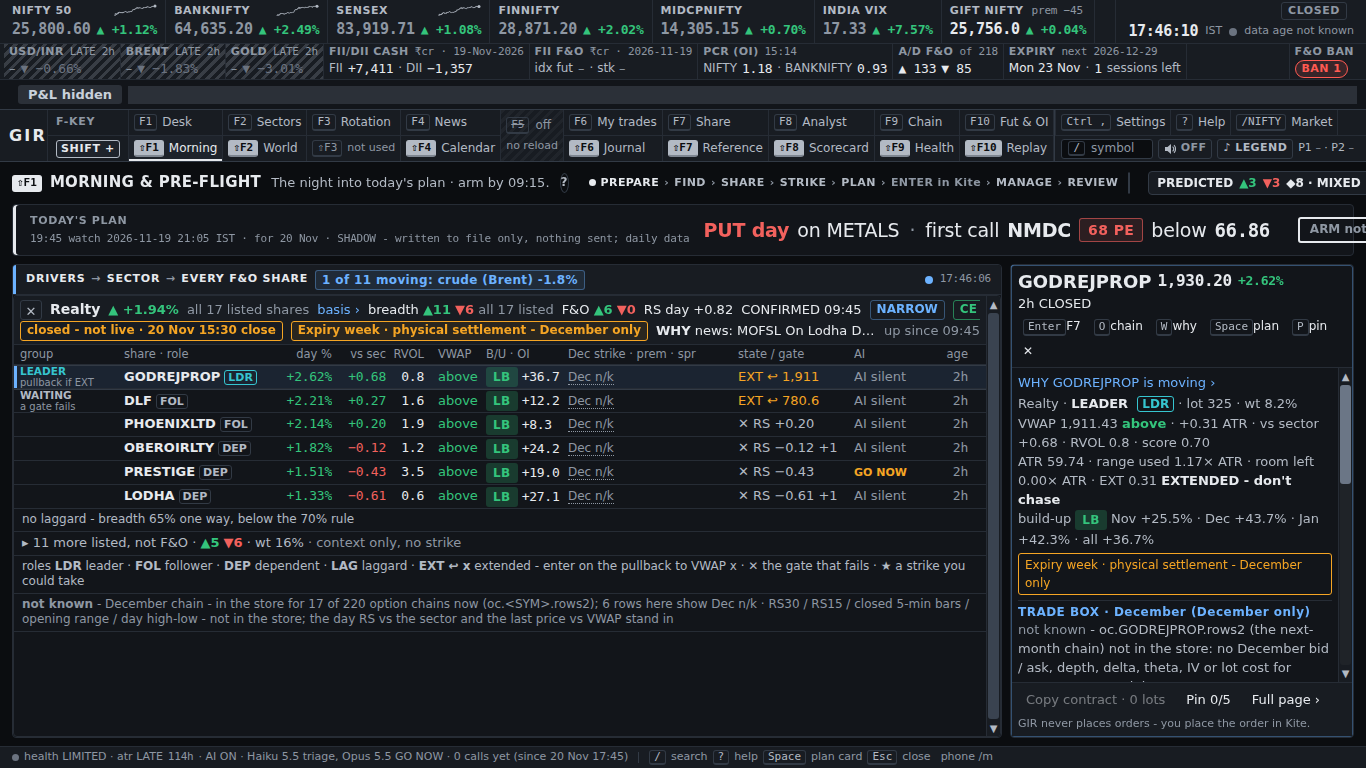 NIFTY 50 BANKNIFTY SENSEX FINNIFTY MIDCPNIFTY INDIA VIX GIFT NIFTY prem −45 CLOSED
25,800.60 ▲ +1.12% 64,635.20 ▲ +2.49% 83,919.71 ▲ +1.08% 28,871.20 ▲ +2.02% 14,305.15 ▲ +0.70% 17.33 ▲ +7.57% 25,756.0 ▲ +0.04% 17:46:10 IST data age not known
USD/INR LATE 2h BRENT LATE 2h GOLD LATE 2h FII/DII CASH ₹cr · 19-Nov-2026 FII F&O ₹cr · 2026-11-19 PCR (OI) 15:14 A/D F&O of 218 EXPIRY next 2026-12-29 F&O BAN
– ▼ −0.66% – ▼ −1.83% – ▼ −3.01% FII +7,411 · DII −1,357 idx fut – · stk – NIFTY 1.18 · BANKNIFTY 0.93 ▲ 133 ▼ 85 Mon 23 Nov · 1 sessions left BAN 1
P&L hidden
GIR F-KEY F1 Desk F2 Sectors F3 Rotation F4 News F5 off F6 My trades F7 Share F8 Analyst F9 Chain F10 Fut & OI Ctrl , Settings ? Help /NIFTY Market
SHIFT + ⇧F1 Morning ⇧F2 World ⇧F3 not used ⇧F4 Calendar no reload ⇧F6 Journal ⇧F7 Reference ⇧F8 Scorecard ⇧F9 Health ⇧F10 Replay / symbol OFF ♪ LEGEND P1 – · P2 –
⇧F1 MORNING & PRE-FLIGHT The night into today's plan · arm by 09:15. ? PREPARE › FIND › SHARE › STRIKE › PLAN › ENTER in Kite › MANAGE › REVIEW PREDICTED ▲3 ▼3 ◆8 · MIXED
TODAY'S PLAN
19:45 watch 2026-11-19 21:05 IST · for 20 Nov · SHADOW - written to file only, nothing sent; daily data PUT day on METALS · first call NMDC 68 PE below 66.86 ARM not
DRIVERS → SECTOR → EVERY F&O SHARE 1 of 11 moving: crude (Brent) -1.8% 17:46:06
✕ Realty ▲ +1.94% all 17 listed shares basis › breadth ▲11 ▼6 all 17 listed F&O ▲6 ▼0 RS day +0.82 CONFIRMED 09:45 NARROW CE
closed - not live · 20 Nov 15:30 close Expiry week · physical settlement - December only WHY news: MOFSL On Lodha D... up since 09:45
group share · role day % vs sec RVOL VWAP B/U · OI Dec strike · prem · spr state / gate AI age
LEADER pullback if EXT GODREJPROP LDR +2.62% +0.68 0.8 above LB +36.7 Dec n/k EXT ↩ 1,911 AI silent 2h
WAITING a gate fails DLF FOL +2.21% +0.27 1.6 above LB +12.2 Dec n/k EXT ↩ 780.6 AI silent 2h
PHOENIXLTD FOL +2.14% +0.20 1.9 above LB +8.3 Dec n/k ✕ RS +0.20 AI silent 2h
OBEROIRLTY DEP +1.82% −0.12 1.2 above LB +24.2 Dec n/k ✕ RS −0.12 +1 AI silent 2h
PRESTIGE DEP +1.51% −0.43 3.5 above LB +19.0 Dec n/k ✕ RS −0.43 GO NOW 2h
LODHA DEP +1.33% −0.61 0.6 above LB +27.1 Dec n/k ✕ RS −0.61 +1 AI silent 2h
no laggard - breadth 65% one way, below the 70% rule
▸ 11 more listed, not F&O · ▲5 ▼6 · wt 16% · context only, no strike
roles LDR leader · FOL follower · DEP dependent · LAG laggard · EXT ↩ x extended - enter on the pullback to VWAP x · ✕ the gate that fails · ★ a strike you
could take
not known - December chain - in the store for 17 of 220 option chains now (oc.<SYM>.rows2); 6 rows here show Dec n/k · RS30 / RS15 / closed 5-min bars /
opening range / day high-low - not in the store; the day RS vs the sector and the last price vs VWAP stand in
GODREJPROP 1,930.20 +2.62%
2h CLOSED
Enter F7 O chain W why Space plan P pin
✕
WHY GODREJPROP is moving ›
Realty · LEADER LDR · lot 325 · wt 8.2%
VWAP 1,911.43 above · +0.31 ATR · vs sector
+0.68 · RVOL 0.8 · score 0.70
ATR 59.74 · range used 1.17× ATR · room left
0.00× ATR · EXT 0.31 EXTENDED - don't
chase
build-up LB Nov +25.5% · Dec +43.7% · Jan
+42.3% · all +36.7%
Expiry week · physical settlement - December
only
TRADE BOX · December (December only)
not known - oc.GODREJPROP.rows2 (the next-
month chain) not in the store: no December bid
/ ask, depth, delta, theta, IV or lot cost for
Copy contract · 0 lots Pin 0/5 Full page ›
GIR never places orders - you place the order in Kite.
health LIMITED · atr LATE 114h · AI ON · Haiku 5.5 triage, Opus 5.5 GO NOW · 0 calls yet (since 20 Nov 17:45) / search ? help Space plan card Esc close phone /m